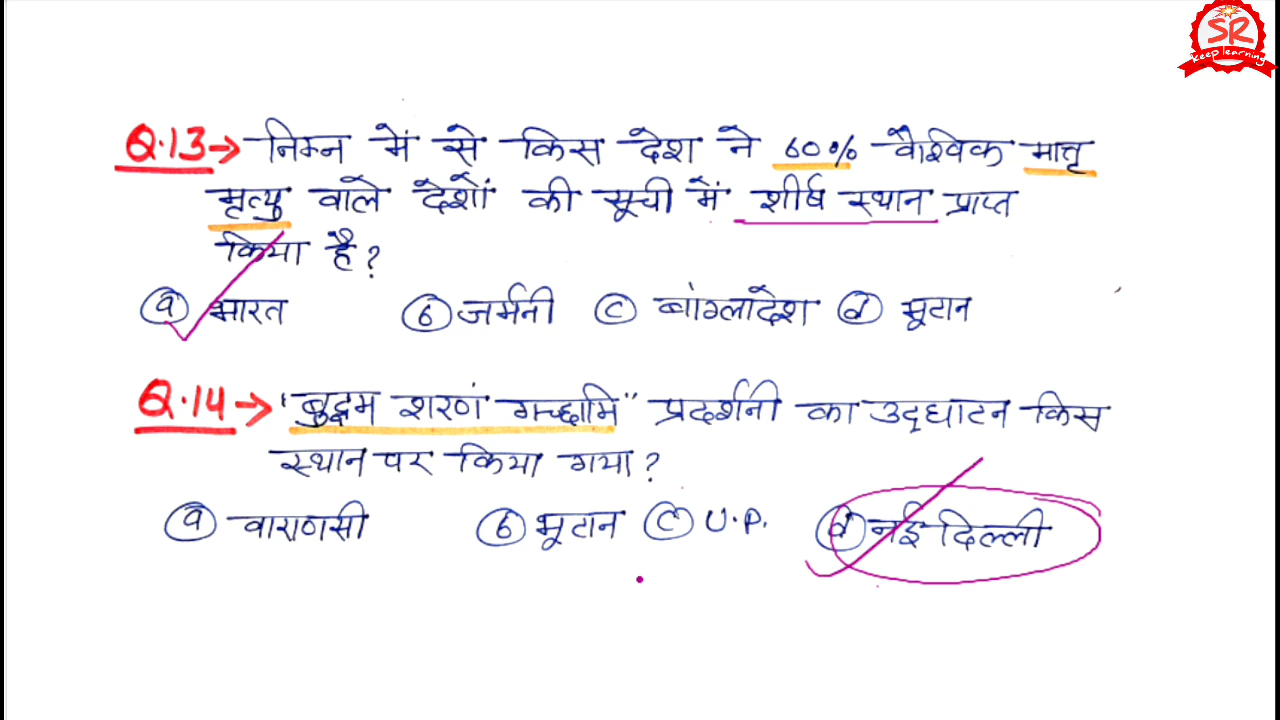 SR
Keep learning
Q.13→ निम्न में से किस देश ने 60% वैश्विक मातृ
मृत्यु वाले देशों की सूची में शीर्ष स्थान प्राप्त
किया है?
(a) भारत (b) जर्मनी (c) बांग्लादेश (d) भूटान
Q.14→ "बुद्धम शरणं गच्छामि" प्रदर्शनी का उद्घाटन किस
स्थान पर किया गया?
(a) वाराणसी (b) भूटान (c) U.P. (d) नई दिल्ली